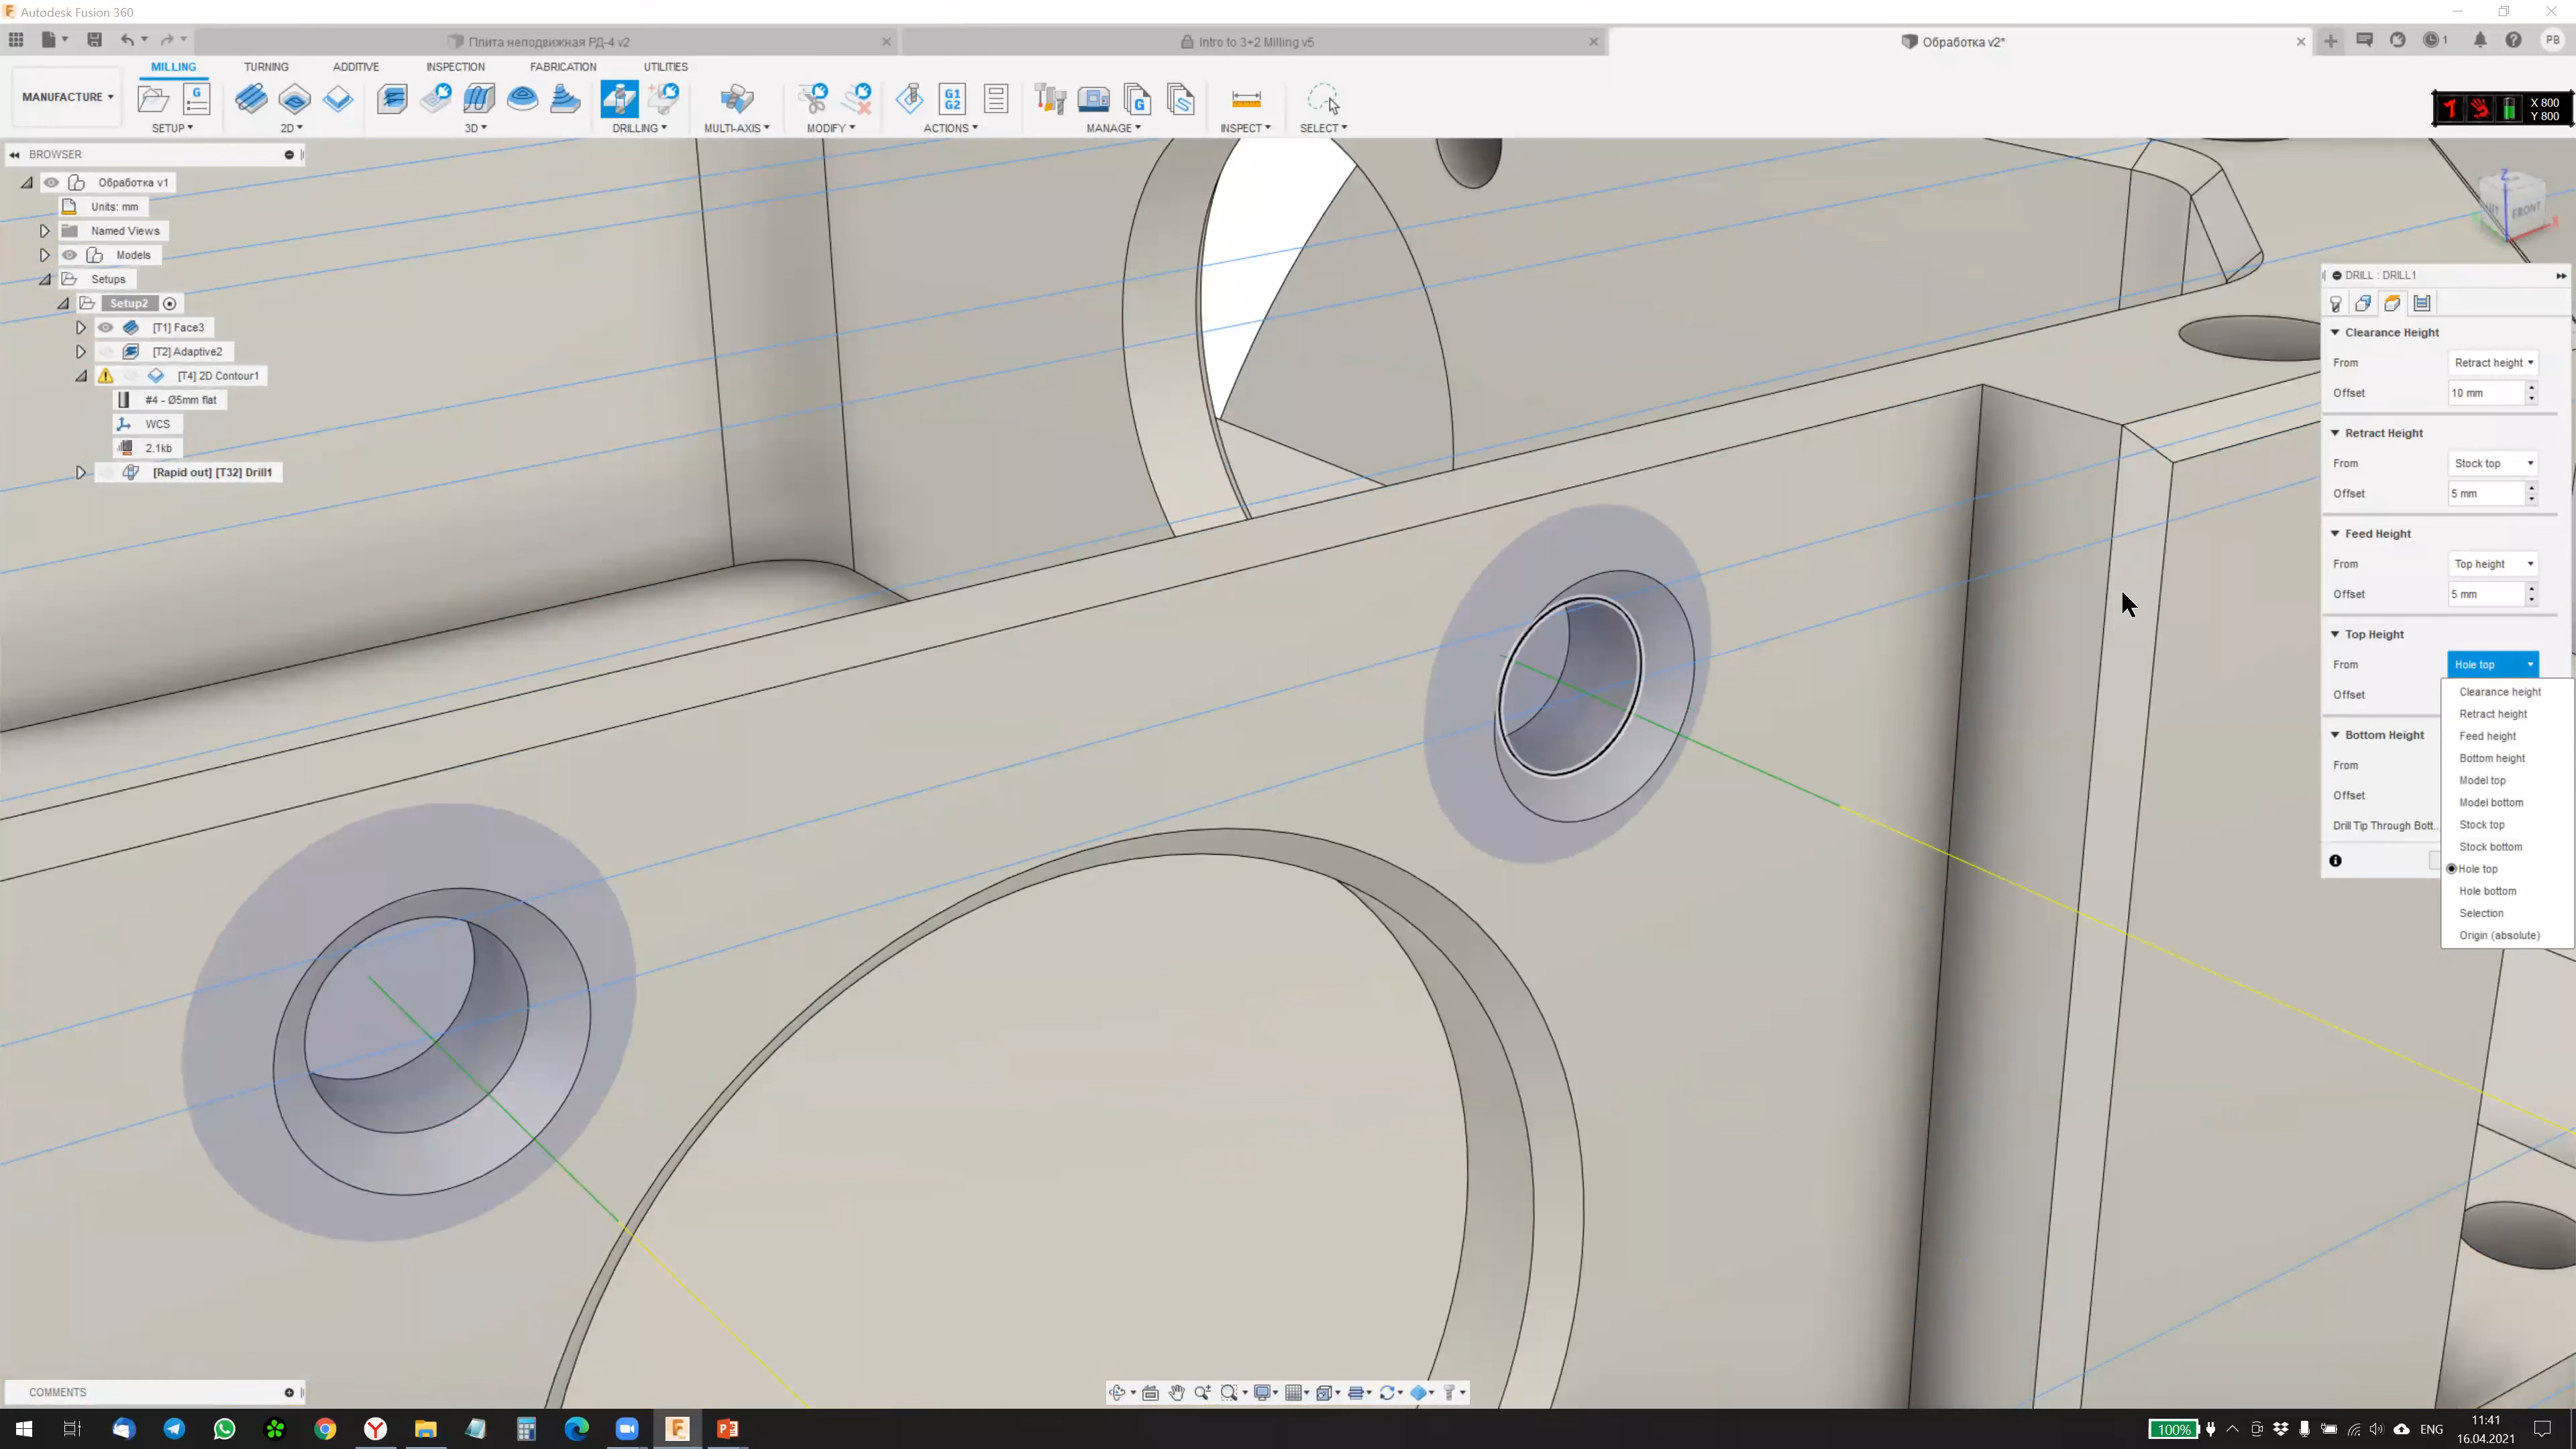 Autodesk Fusion 360
Плита неподвижная РД-4 v2
Intro to 3+2 Milling v5
Обработка v2*
1
PB
MILLING
TURNING
ADDITIVE
INSPECTION
FABRICATION
UTILITIES
MANUFACTURE
SETUP
2D
3D
DRILLING
MULTI-AXIS
MODIFY
G1
G2
ACTIONS
MANAGE
INSPECT
SELECT
X 800
Y 800
BROWSER
Обработка v1
Units: mm
Named Views
Models
Setups
Setup2
[T1] Face3
[T2] Adaptive2
[T4] 2D Contour1
#4 - Ø5mm flat
WCS
2.1kb
[Rapid out] [T32] Drill1
Z
FRONT
X
DRILL : DRILL1
Clearance Height
From Retract height
Offset 10 mm
Retract Height
From Stock top
Offset 5 mm
Feed Height
From Top height
Offset 5 mm
Top Height
From Hole top
Offset
Bottom Height
From
Offset
Drill Tip Through Bott...
Clearance height
Retract height
Feed height
Bottom height
Model top
Model bottom
Stock top
Stock bottom
Hole top
Hole bottom
Selection
Origin (absolute)
COMMENTS
100%
ENG
11:41
16.04.2021